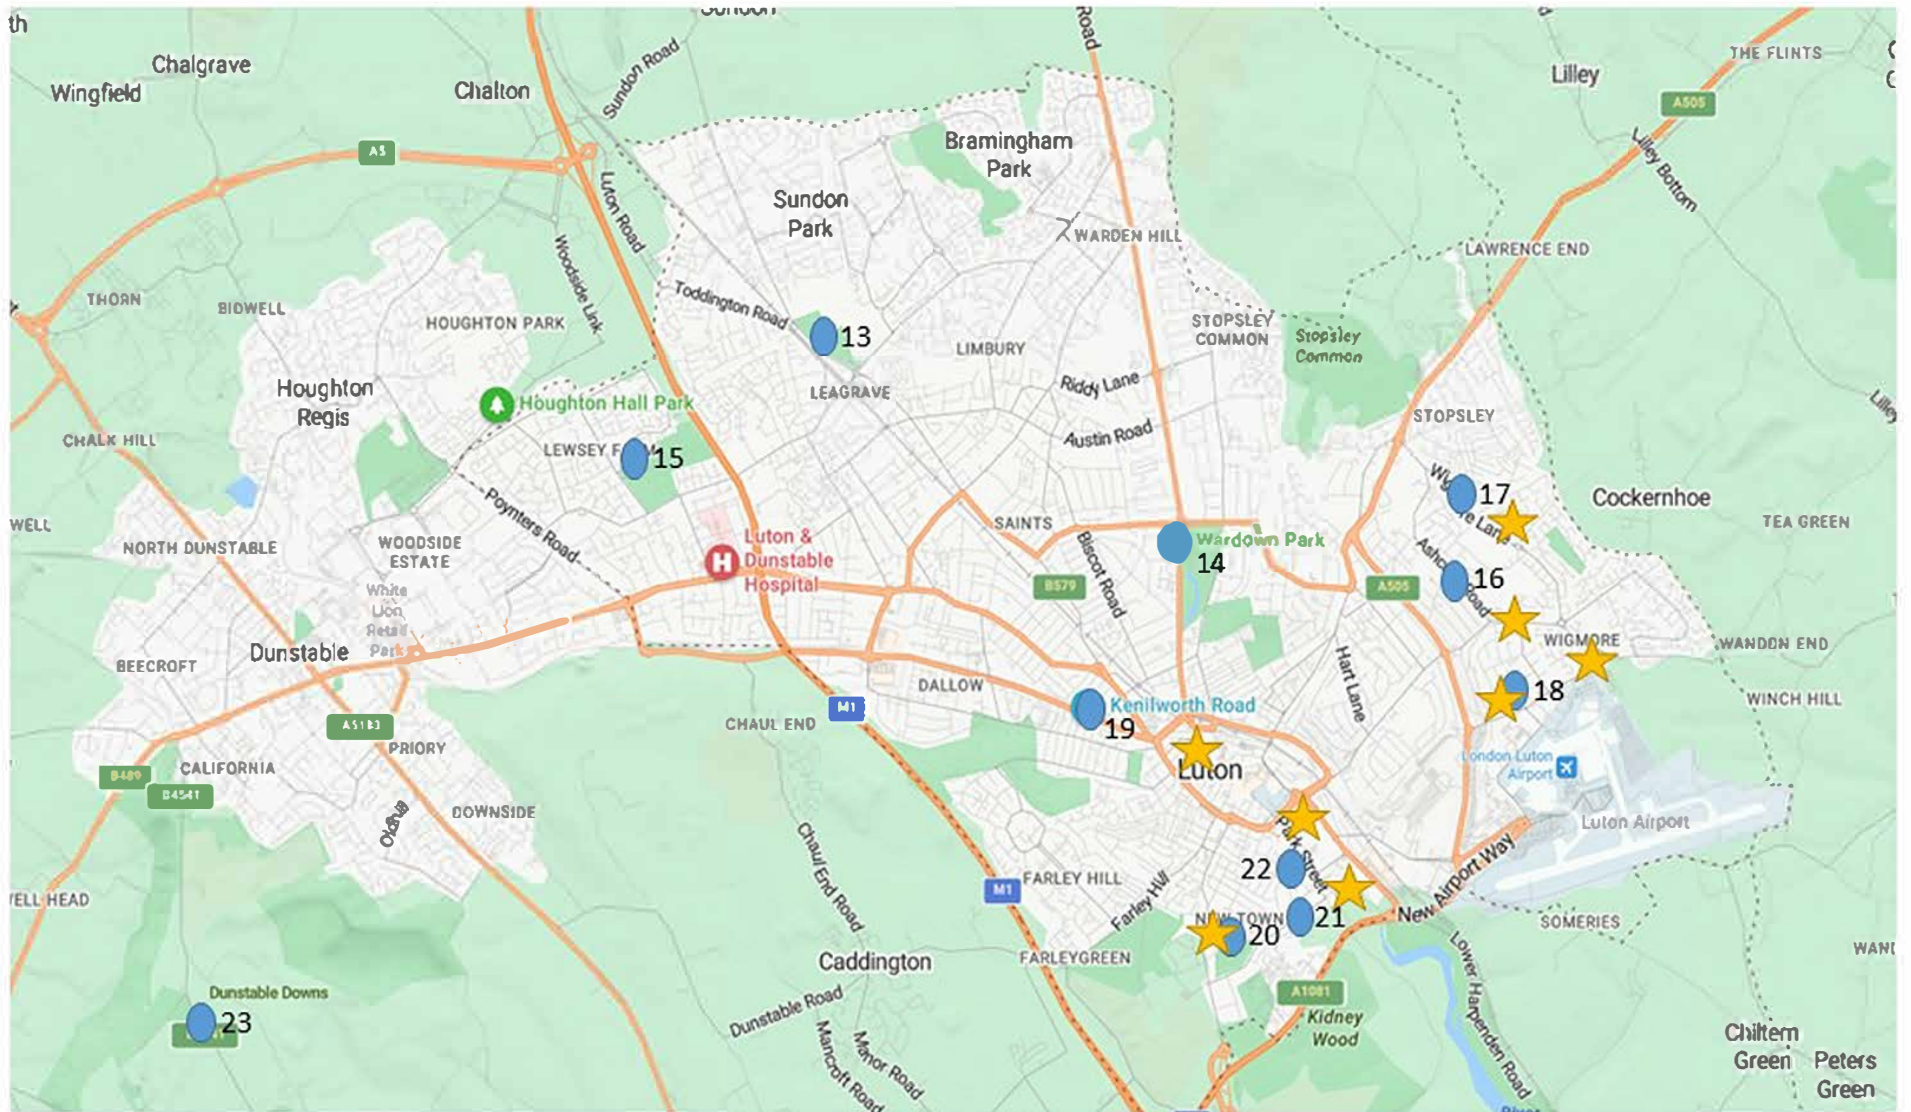 th
Chalgrave
Wingfield
Chalton
Sundon Road
Road
Lilley
THE FLINTS
A505
Lilley Bottom
A5
Bramingham
Park
Sundon
Park
Luton Road
Woodside Link
WARDEN HILL
LAWRENCE END
THORN
BIDWELL
HOUGHTON PARK
Toddington Road
13
LIMBURY
STOPSLEY
COMMON
Stopsley
Common
Houghton
Regis
Houghton Hall Park
LEAGRAVE
Riddy Lane
Austin Road
STOPSLEY
CHALK HILL
LEWSEY
15
17
Cockernhoe
TEA GREEN
WELL
NORTH DUNSTABLE
WOODSIDE
ESTATE
Poynters Road
Luton &
Dunstable
Hospital
H
SAINTS
Biscot Road
B579
Wardown Park
14
A505
16
White
Lion
Retail
Park
Dunstable
BEECROFT
Hart Lane
WIGMORE
WANDON END
18
WINCH HILL
DALLOW
Kenilworth Road
19
M1
CHAUL END
A5183
PRIORY
CALIFORNIA
B489
B4541
DOWNSIDE
Luton
London Luton
Airport
Luton Airport
Park Street
22
Chaul End Road
M1
FARLEY HILL
Farley Hill
New Airport Way
NEW TOWN
21
20
SOMERIES
Caddington
FARLEYGREEN
Lower Harpenden Road
A1081
Kidney
Wood
Dunstable Downs
23
Dunstable Road
Mancroft Road
Manor Road
Chiltern
Green
Peters
Green